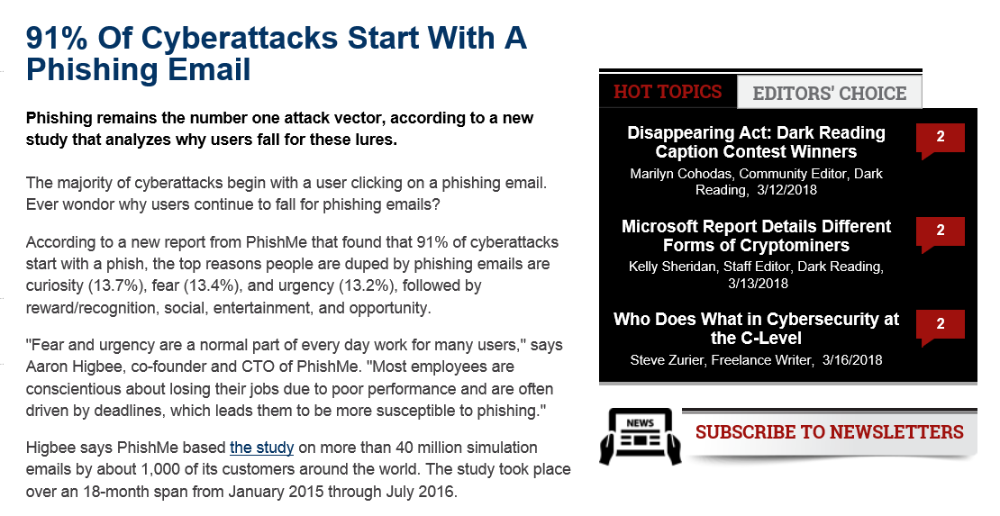 91% Of Cyberattacks Start With A
Phishing Email
Phishing remains the number one attack vector, according to a new
study that analyzes why users fall for these lures.
The majority of cyberattacks begin with a user clicking on a phishing email.
Ever wondor why users continue to fall for phishing emails?
According to a new report from PhishMe that found that 91% of cyberattacks
start with a phish, the top reasons people are duped by phishing emails are
curiosity (13.7%), fear (13.4%), and urgency (13.2%), followed by
reward/recognition, social, entertainment, and opportunity.
"Fear and urgency are a normal part of every day work for many users," says
Aaron Higbee, co-founder and CTO of PhishMe. "Most employees are
conscientious about losing their jobs due to poor performance and are often
driven by deadlines, which leads them to be more susceptible to phishing."
Higbee says PhishMe based the study on more than 40 million simulation
emails by about 1,000 of its customers around the world. The study took place
over an 18-month span from January 2015 through July 2016.
HOT TOPICS
EDITORS' CHOICE
Disappearing Act: Dark Reading
Caption Contest Winners
2
Marilyn Cohodas, Community Editor, Dark
Reading, 3/12/2018
Microsoft Report Details Different
Forms of Cryptominers
2
Kelly Sheridan, Staff Editor, Dark Reading,
3/13/2018
Who Does What in Cybersecurity at
the C-Level
2
Steve Zurier, Freelance Writer, 3/16/2018
NEWS
SUBSCRIBE TO NEWSLETTERS